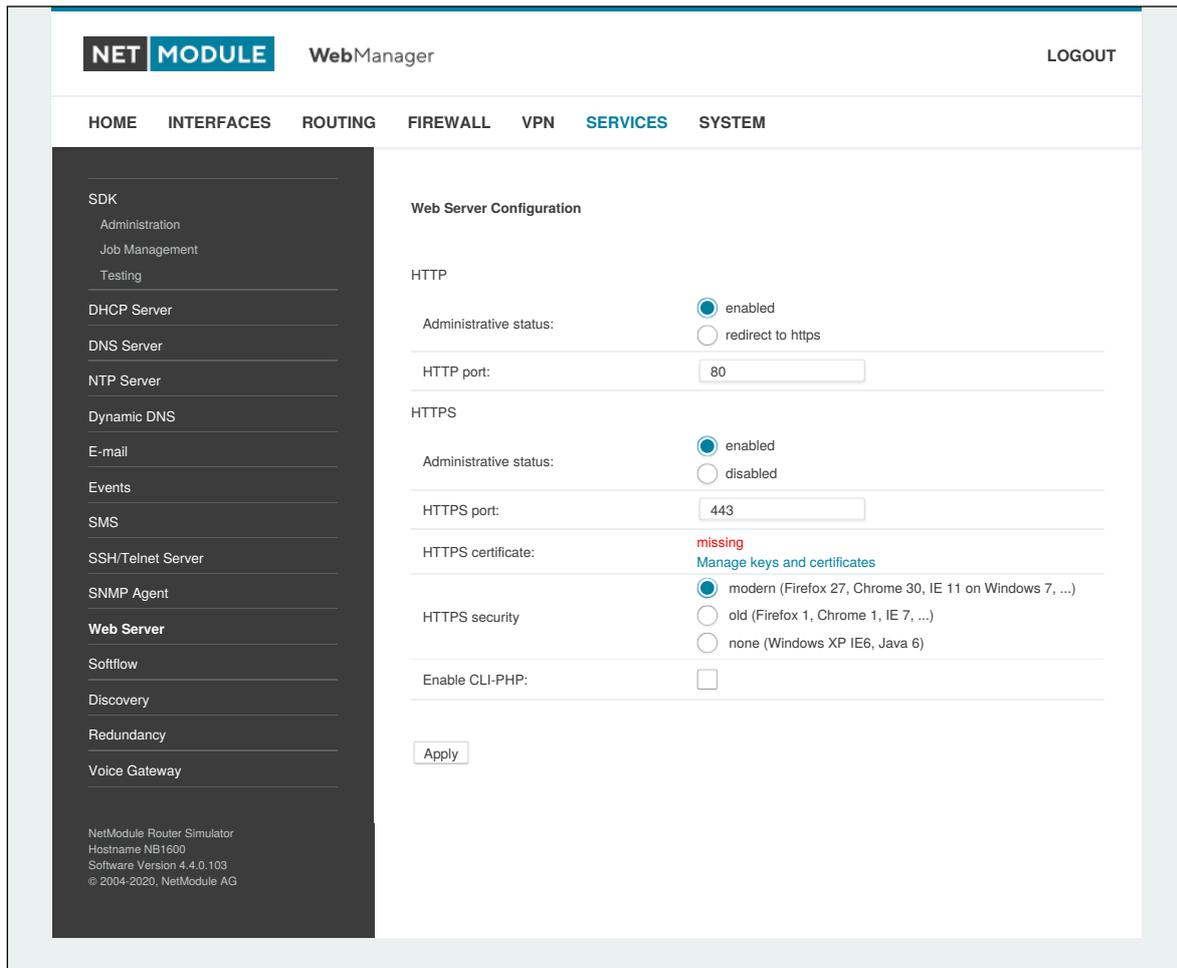 NET MODULE WebManager LOGOUT
HOME INTERFACES ROUTING FIREWALL VPN SERVICES SYSTEM
SDK
Administration
Job Management
Testing
DHCP Server
DNS Server
NTP Server
Dynamic DNS
E-mail
Events
SMS
SSH/Telnet Server
SNMP Agent
Web Server
Softflow
Discovery
Redundancy
Voice Gateway
NetModule Router Simulator
Hostname NB1600
Software Version 4.4.0.103
© 2004-2020, NetModule AG
Web Server Configuration
HTTP
Administrative status:
enabled
redirect to https
HTTP port: 80
HTTPS
Administrative status:
enabled
disabled
HTTPS port: 443
HTTPS certificate:
missing
Manage keys and certificates
HTTPS security
modern (Firefox 27, Chrome 30, IE 11 on Windows 7, ...)
old (Firefox 1, Chrome 1, IE 7, ...)
none (Windows XP IE6, Java 6)
Enable CLI-PHP:
Apply